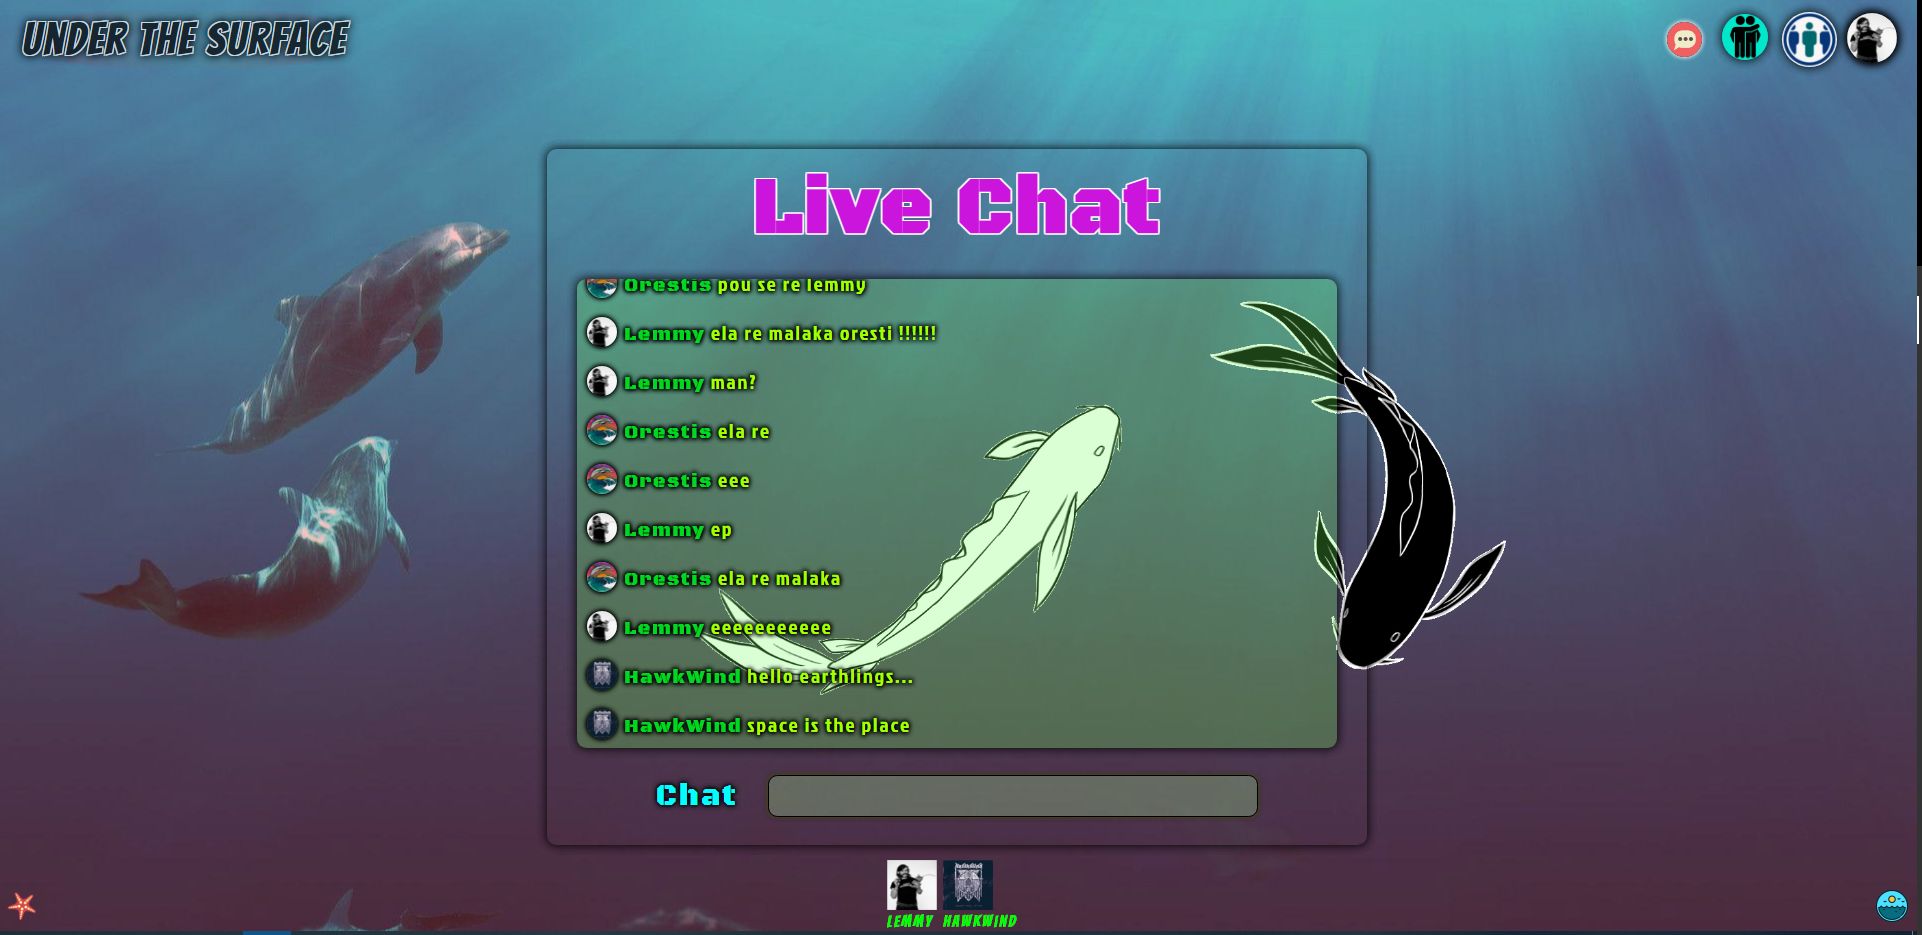 UNDER THE SURFACE
Live Chat
Orestis pou se re lemmy
Lemmy ela re malaka oresti !!!!!!
Lemmy man?
Orestis ela re
Orestis eee
Lemmy ep
Orestis ela re malaka
Lemmy eeeeeeeeeee
HawkWind hello earthlings...
HawkWind space is the place
Chat
LEMMY HAWKWIND